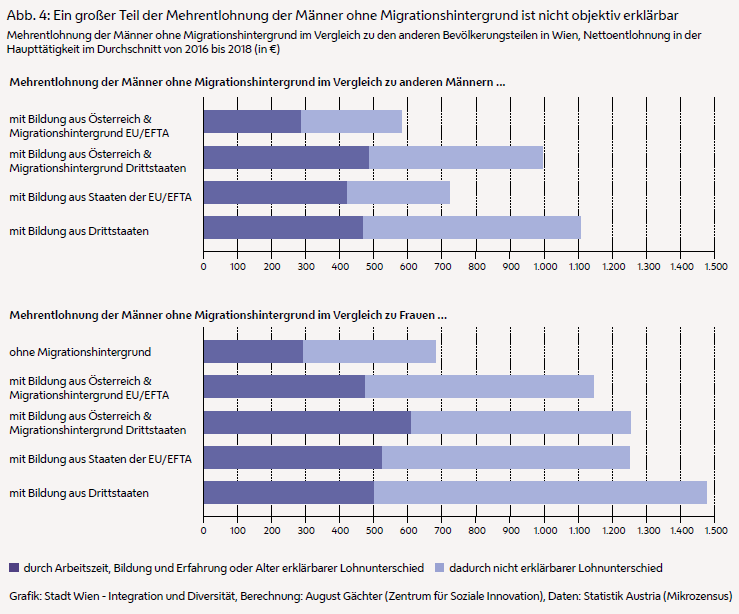 Abb. 4: Ein großer Teil der Mehrentlohnung der Männer ohne Migrationshintergrund ist nicht objektiv erklärbar
Mehrentlohnung der Männer ohne Migrationshintergrund im Vergleich zu den anderen Bevölkerungsteilen in Wien, Nettoentlohnung in der
Haupttätigkeit im Durchschnitt von 2016 bis 2018 (in €)
Mehrentlohnung der Männer ohne Migrationshintergrund im Vergleich zu anderen Männern ...
mit Bildung aus Österreich &
Migrationshintergrund EU/EFTA
mit Bildung aus Österreich &
Migrationshintergrund Drittstaaten
mit Bildung aus Staaten der EU/EFTA
mit Bildung aus Drittstaaten
0 100 200 300 400 500 600 700 800 900 1.000 1.100 1.200 1.300 1.400 1.500
Mehrentlohnung der Männer ohne Migrationshintergrund im Vergleich zu Frauen ...
ohne Migrationshintergrund
mit Bildung aus Österreich &
Migrationshintergrund EU/EFTA
mit Bildung aus Österreich &
Migrationshintergrund Drittstaaten
mit Bildung aus Staaten der EU/EFTA
mit Bildung aus Drittstaaten
0 100 200 300 400 500 600 700 800 900 1.000 1.100 1.200 1.300 1.400 1.500
durch Arbeitszeit, Bildung und Erfahrung oder Alter erklärbarer Lohnunterschied dadurch nicht erklärbarer Lohnunterschied
Grafik: Stadt Wien - Integration und Diversität, Berechnung: August Gächter (Zentrum für Soziale Innovation), Daten: Statistik Austria (Mikrozensus)